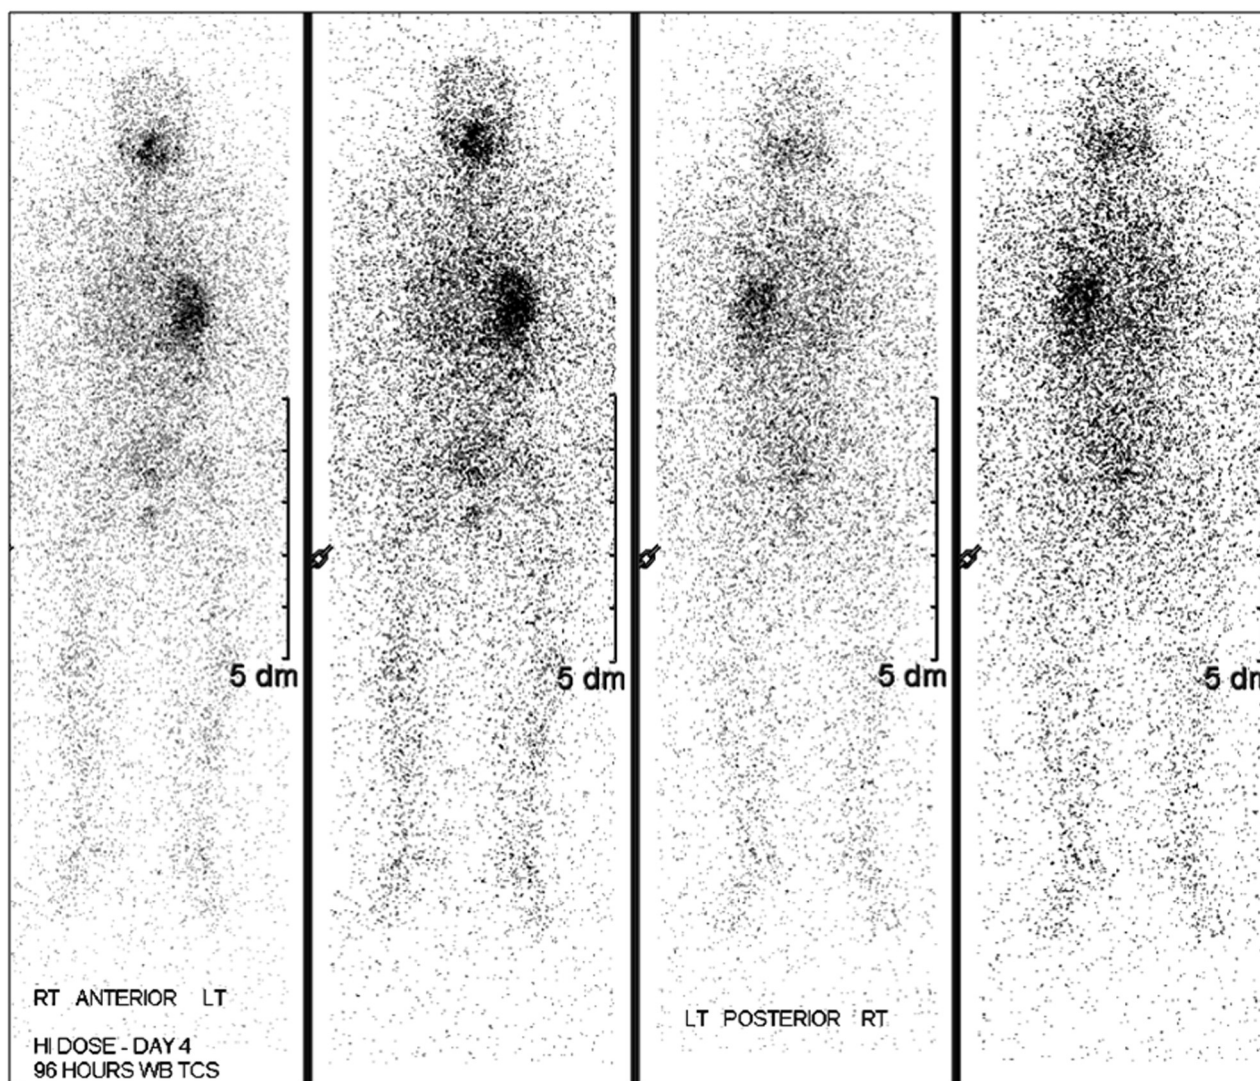 5 dm
5 dm
5 dm
5 dm
RT ANTERIOR LT
LT POSTERIOR RT
HI DOSE - DAY 4
96 HOURS WB TCS